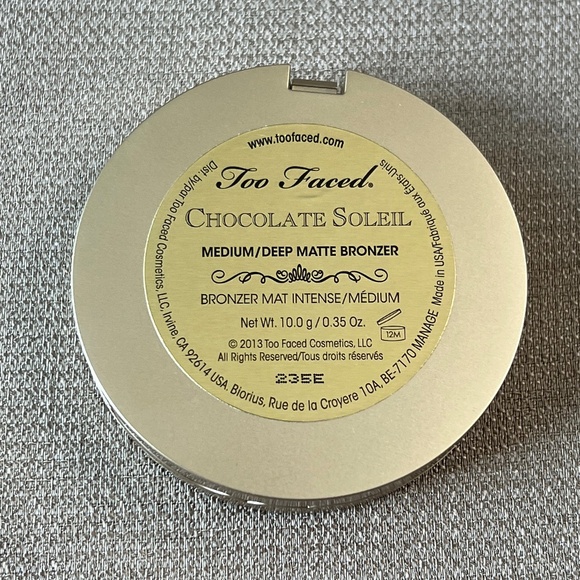 www.toofaced.com
Too Faced®
CHOCOLATE SOLEIL
MEDIUM/DEEP MATTE BRONZER
BRONZER MAT INTENSE/MÉDIUM
Net Wt. 10.0 g / 0.35 Oz.
12M
© 2013 Too Faced Cosmetics, LLC
All Rights Reserved/Tous droits réservés
235E
Dist. by/par Too Faced Cosmetics, LLC, Irvine, CA 92614 USA. Biorius, Rue de la Croyere 10A, BE-7170 MANAGE Made in USA/Fabriqué aux États-Unis